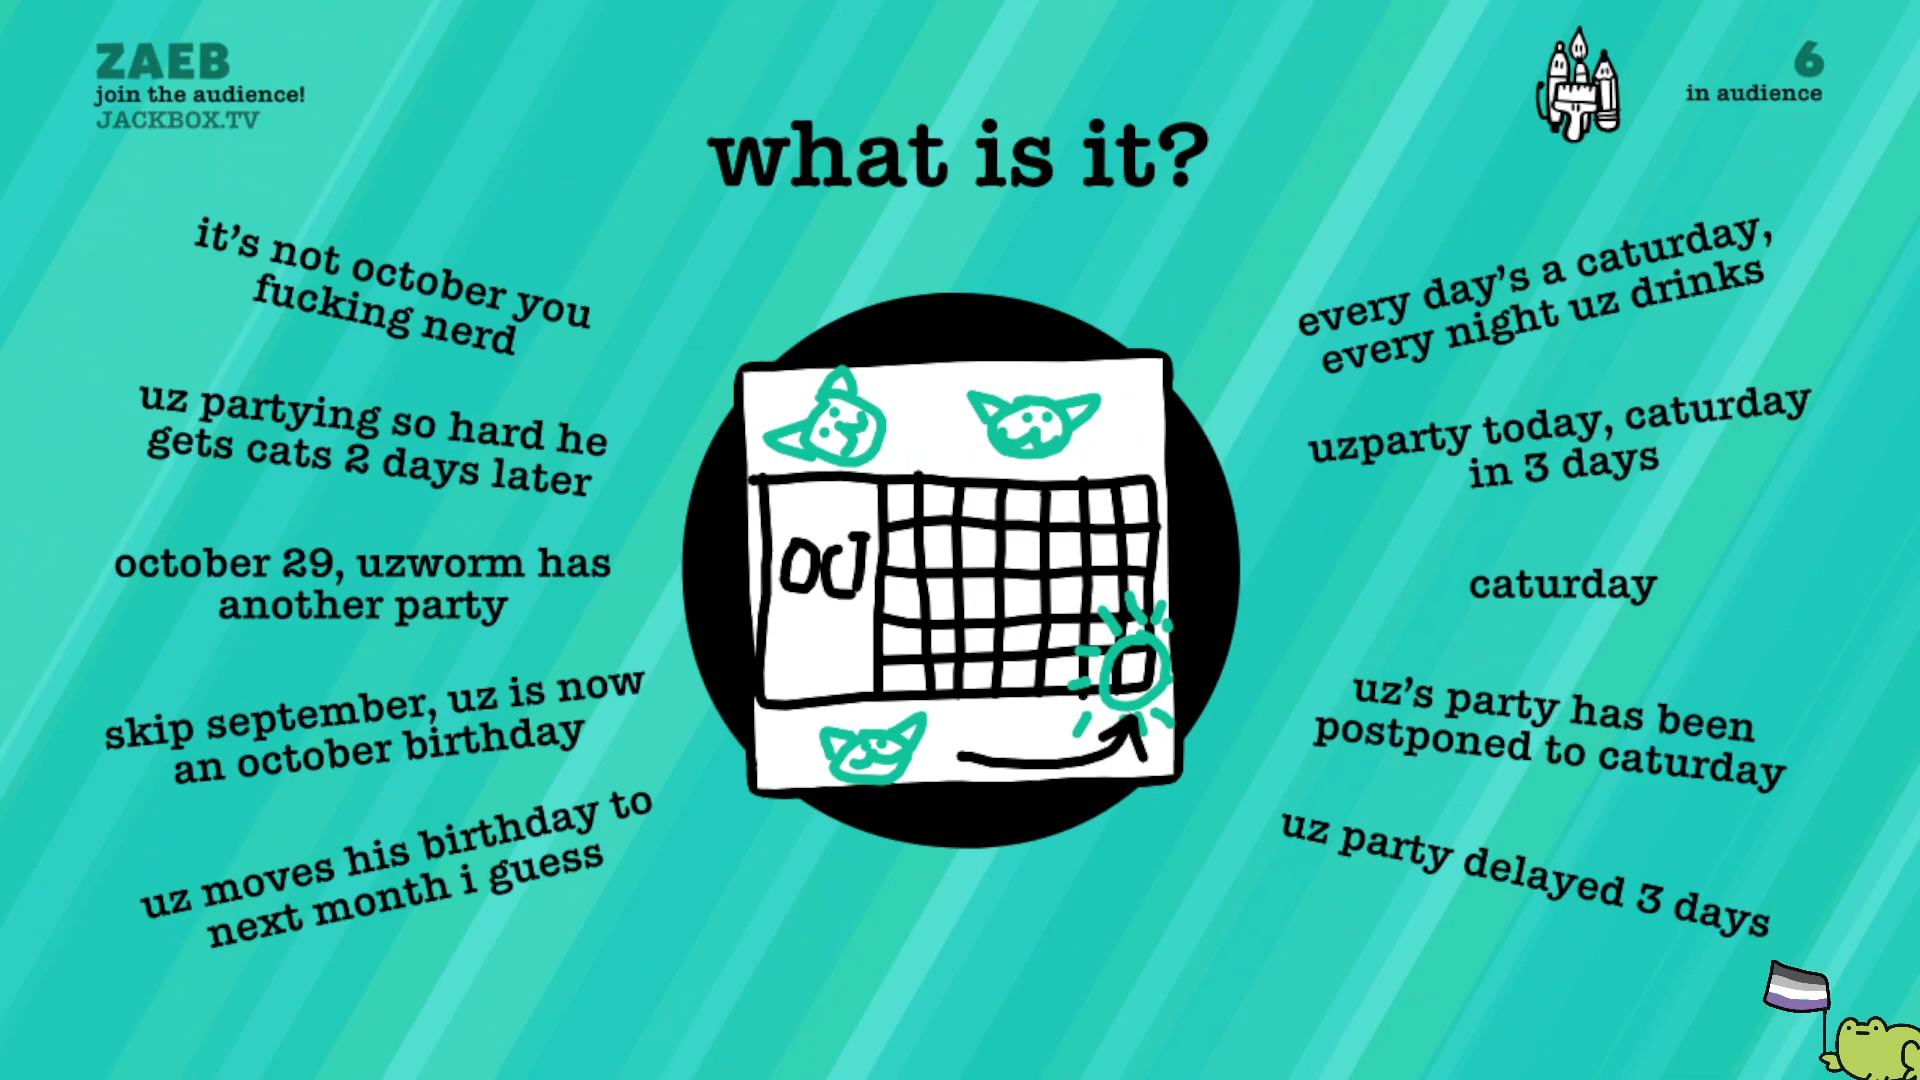 ZAEB
join the audience!
JACKBOX.TV
6
in audience
what is it?
it's not october you
fucking nerd
uz partying so hard he
gets cats 2 days later
october 29, uzworm has
another party
skip september, uz is now
an october birthday
uz moves his birthday to
next month i guess
OCT
every day's a caturday,
every night uz drinks
uzparty today, caturday
in 3 days
caturday
uz's party has been
postponed to caturday
uz party delayed 3 days